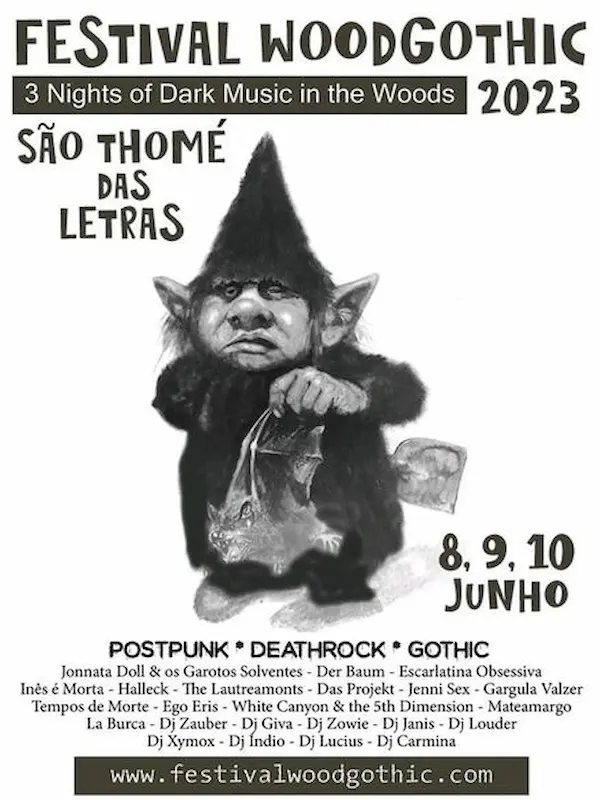 FESTIVAL WOODGOTHIC
3 Nights of Dark Music in the Woods 2023
SÃO THOMÉ
DAS
LETRAS
8, 9, 10
JUNHO
POSTPUNK * DEATHROCK * GOTHIC
Jonnata Doll & os Garotos Solventes - Der Baum - Escarlatina Obsessiva
Inês é Morta - Halleck - The Lautreamonts - Das Projekt - Jenni Sex - Gargula Valzer
Tempos de Morte - Ego Eris - White Canyon & the 5th Dimension - Mateamargo
La Burca - Dj Zauber - Dj Giva - Dj Zowie - Dj Janis - Dj Louder
Dj Xymox - Dj Índio - Dj Lucius - Dj Carmina
www.festivalwoodgothic.com